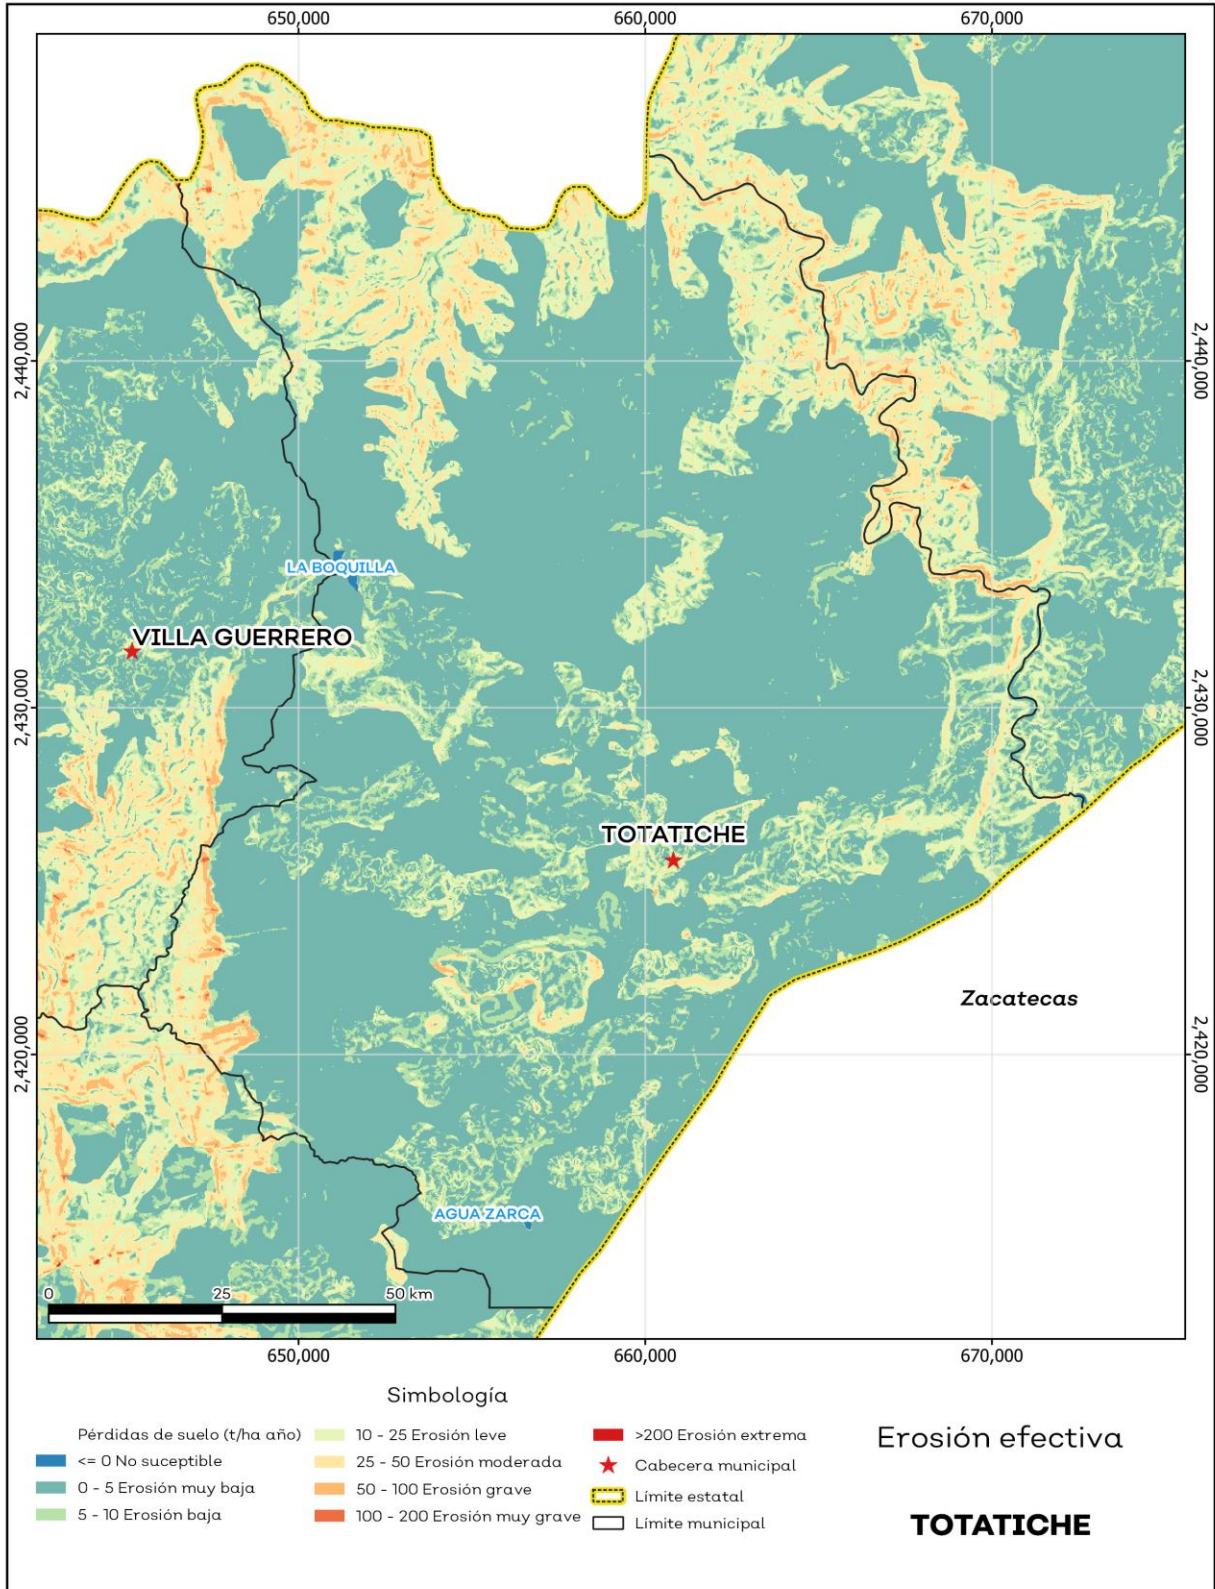 650,000 660,000 670,000
2,440,000 2,440,000
LA BOQUILLA
VILLA GUERRERO
2,430,000 2,430,000
TOTATICHE
Zacatecas
2,420,000 2,420,000
AGUA ZARCA
0 25 50 km
650,000 660,000 670,000
Simbología
Pérdidas de suelo (t/ha año)
<= 0 No suceptible
0 - 5 Erosión muy baja
5 - 10 Erosión baja
10 - 25 Erosión leve
25 - 50 Erosión moderada
50 - 100 Erosión grave
100 - 200 Erosión muy grave
>200 Erosión extrema
Cabecera municipal
Límite estatal
Límite municipal
Erosión efectiva
TOTATICHE